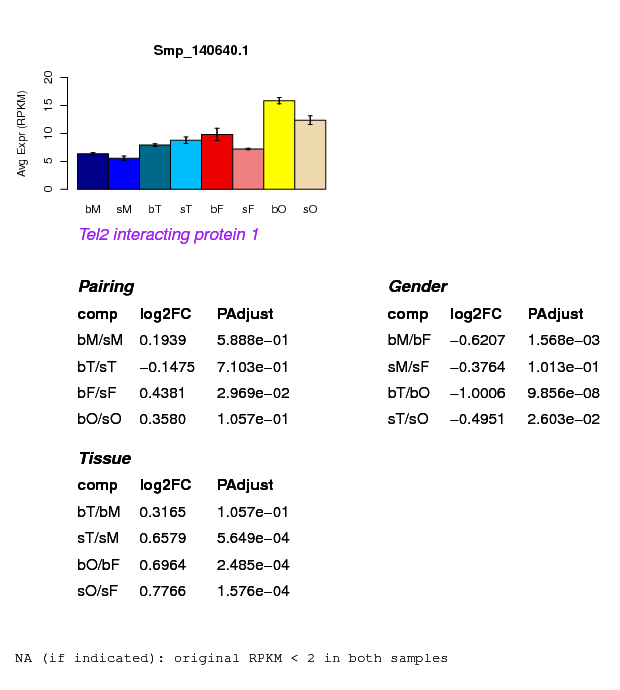 Smp_140640.1
Avg Expr (RPKM)
20
15
10
5
0
bM sM bT sT bF sF bO sO
Tel2 interacting protein 1
Pairing
comp log2FC PAdjust
bM/sM 0.1939 5.888e−01
bT/sT −0.1475 7.103e−01
bF/sF 0.4381 2.969e−02
bO/sO 0.3580 1.057e−01
Gender
comp log2FC PAdjust
bM/bF −0.6207 1.568e−03
sM/sF −0.3764 1.013e−01
bT/bO −1.0006 9.856e−08
sT/sO −0.4951 2.603e−02
Tissue
comp log2FC PAdjust
bT/bM 0.3165 1.057e−01
sT/sM 0.6579 5.649e−04
bO/bF 0.6964 2.485e−04
sO/sF 0.7766 1.576e−04
NA (if indicated): original RPKM < 2 in both samples